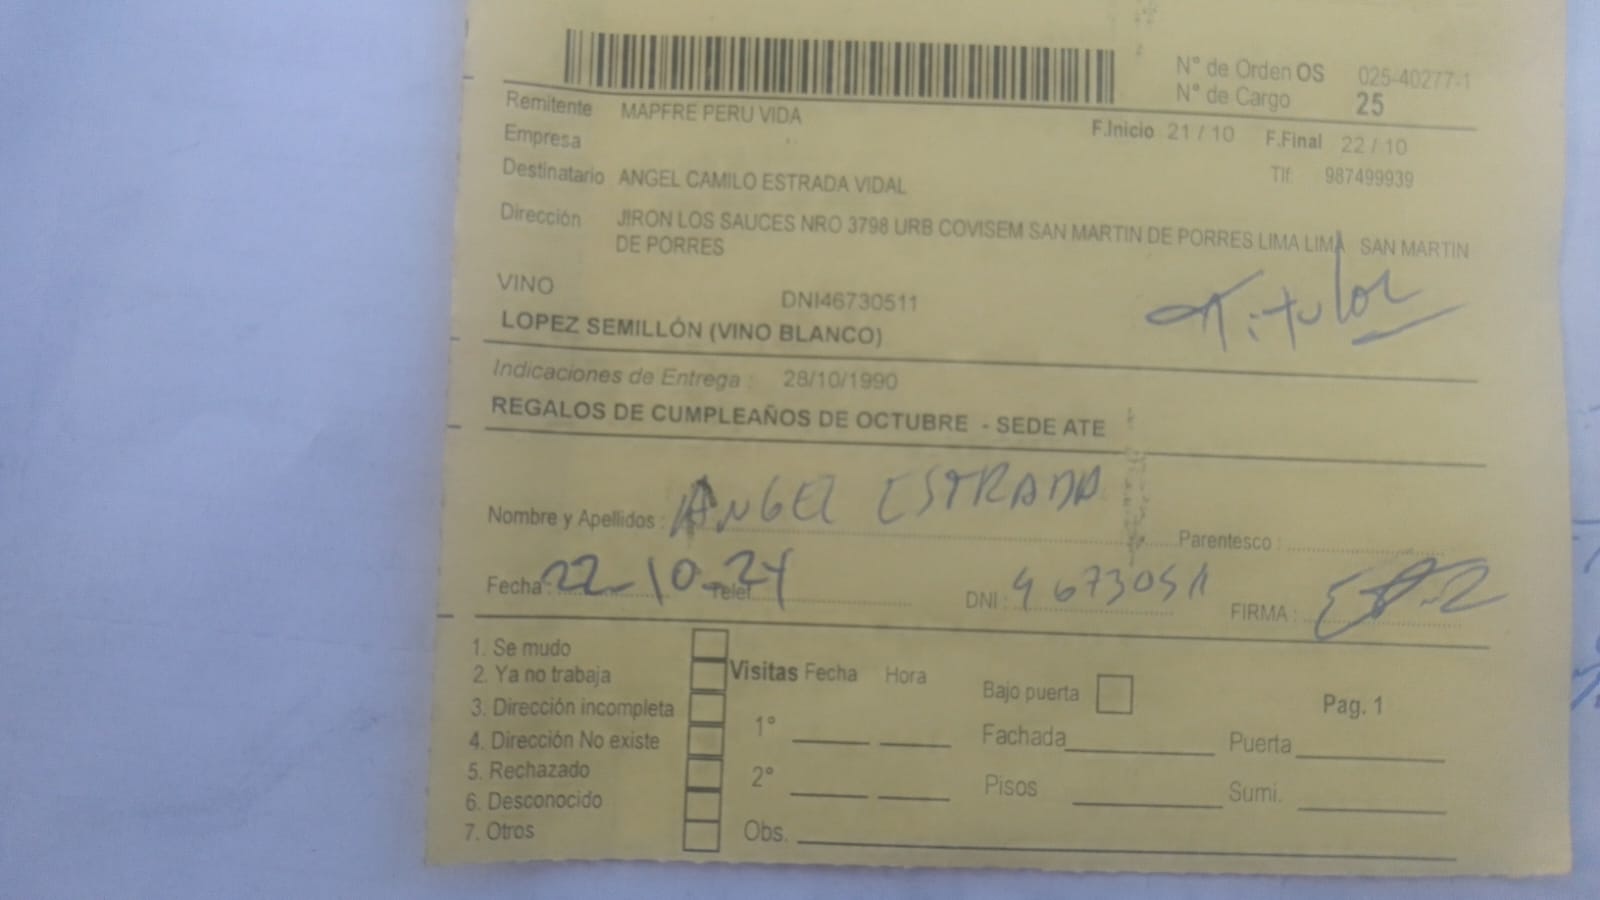 N° de Orden OS 025-40277-1
N° de Cargo 25
Remitente MAPFRE PERU VIDA
F.Inicio 21 / 10 F.Final 22 / 10
Empresa
Destinatario ANGEL CAMILO ESTRADA VIDAL
Tlf: 987499939
Dirección JIRON LOS SAUCES NRO 3798 URB COVISEM SAN MARTIN DE PORRES LIMA LIMA SAN MARTIN
DE PORRES
VINO DNI46730511
Titular
LOPEZ SEMILLÓN (VINO BLANCO)
Indicaciones de Entrega : 28/10/1990
REGALOS DE CUMPLEAÑOS DE OCTUBRE - SEDE ATE
Nombre y Apellidos : ANGEL ESTRADA Parentesco :
Fecha : 22-10-24 Telef DNI : 46730511 FIRMA :
1. Se mudo
2. Ya no trabaja
3. Dirección incompleta
4. Dirección No existe
5. Rechazado
6. Desconocido
7. Otros
Visitas Fecha Hora
1°
2°
Obs.
Bajo puerta
Fachada Puerta
Pisos Sumi.
Pag. 1